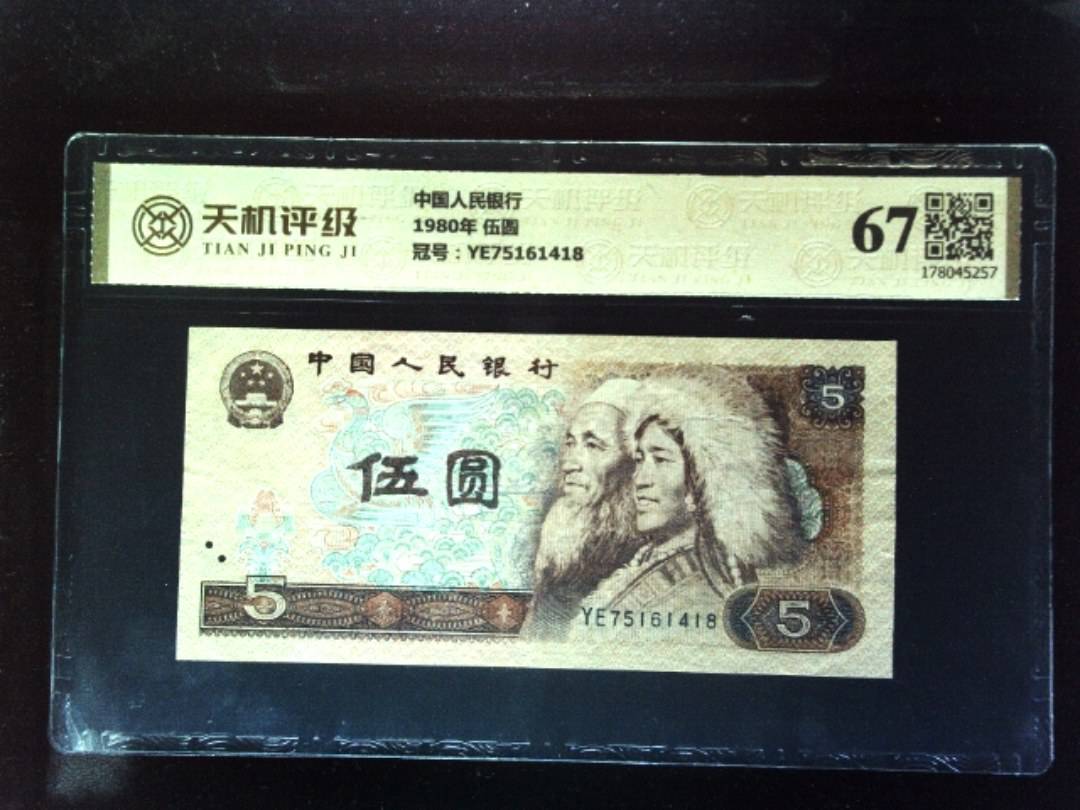 天机评级
TIAN JI PING JI
中国人民银行
1980年 伍圆
冠号：YE75161418
67
178045257
中国人民银行
5
伍圆
5
YE75161418
5